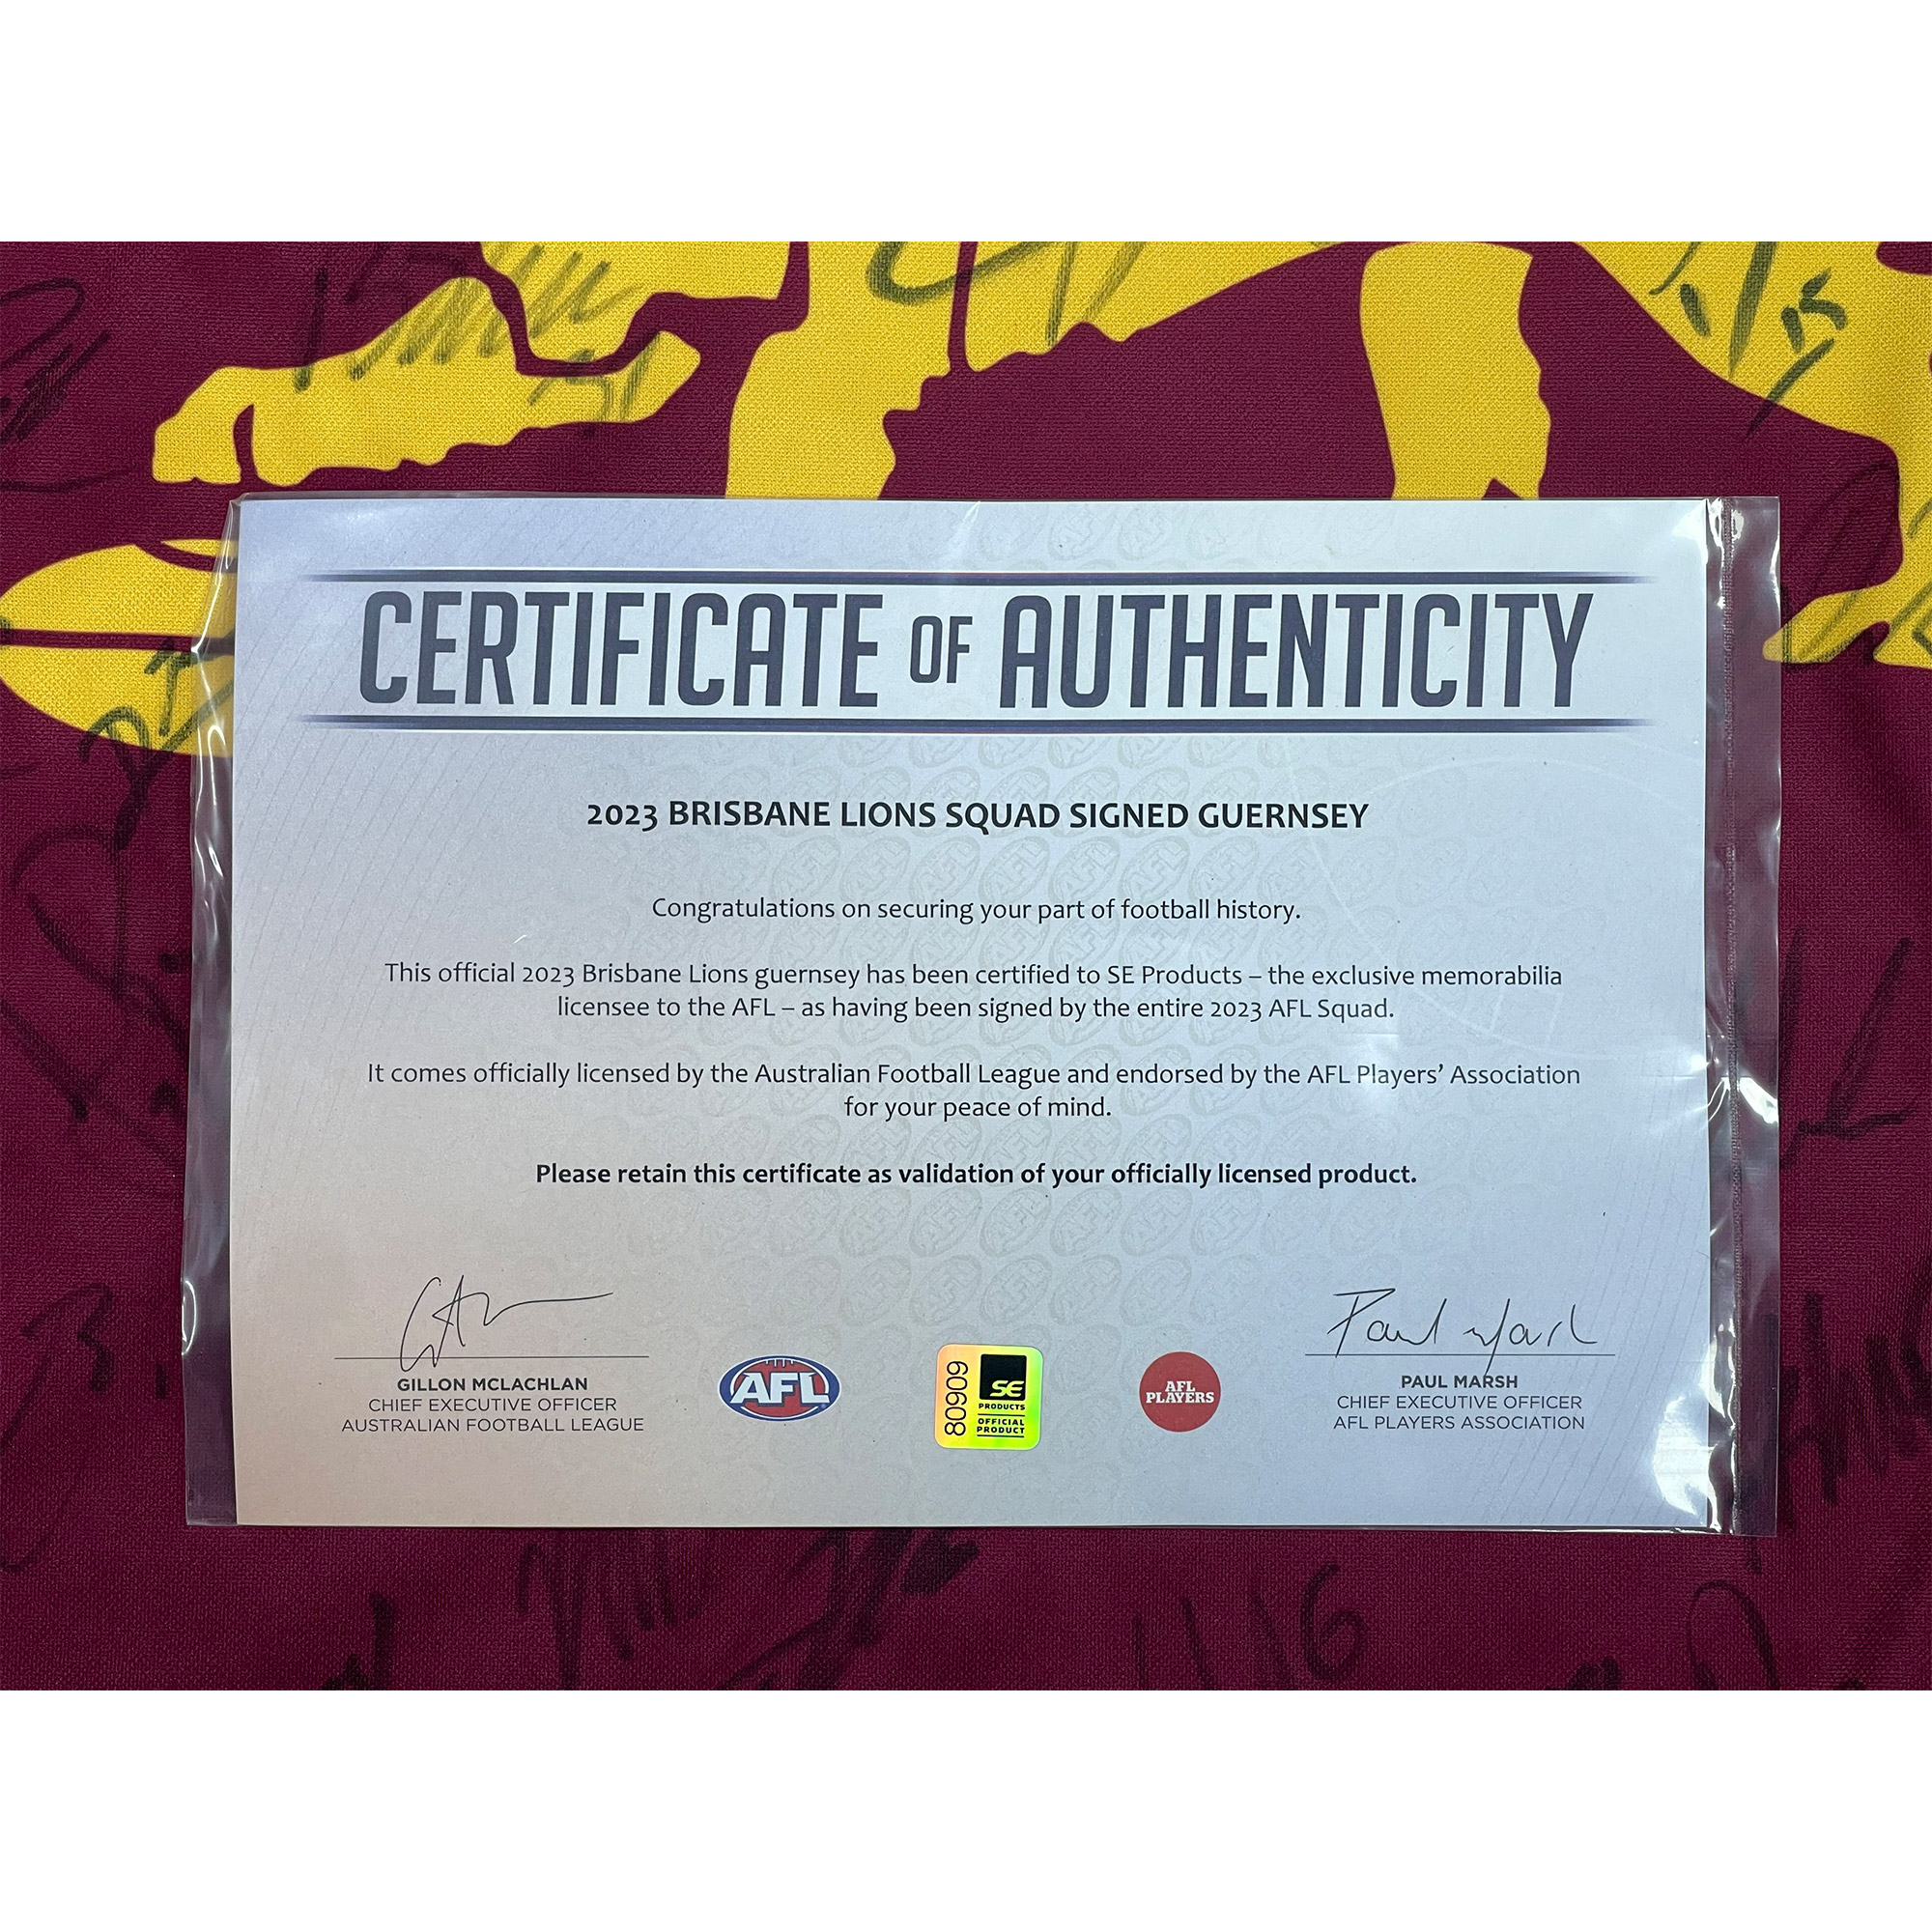 CERTIFICATE OF AUTHENTICITY
2023 BRISBANE LIONS SQUAD SIGNED GUERNSEY
Congratulations on securing your part of football history.
This official 2023 Brisbane Lions guernsey has been certified to SE Products – the exclusive memorabilia
licensee to the AFL – as having been signed by the entire 2023 AFL Squad.
It comes officially licensed by the Australian Football League and endorsed by the AFL Players' Association
for your peace of mind.
Please retain this certificate as validation of your officially licensed product.
GILLON MCLACHLAN
CHIEF EXECUTIVE OFFICER
AUSTRALIAN FOOTBALL LEAGUE
AFL
80909
SE
PRODUCTS
OFFICIAL
PRODUCT
AFL
PLAYERS
Paul Marsh
PAUL MARSH
CHIEF EXECUTIVE OFFICER
AFL PLAYERS ASSOCIATION
16